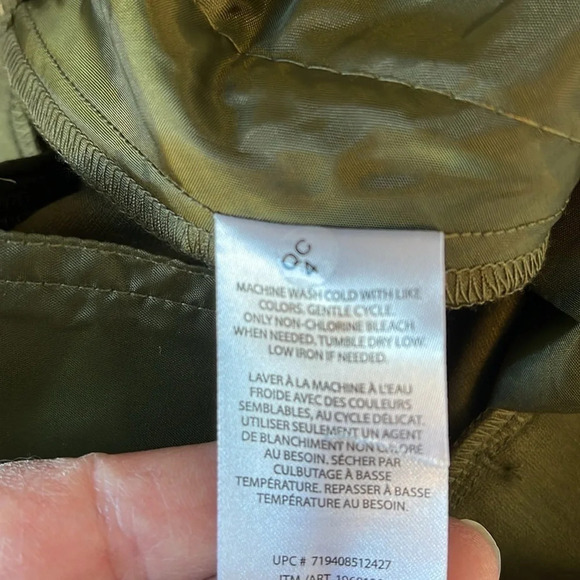 MACHINE WASH COLD WITH LIKE
COLORS. GENTLE CYCLE.
ONLY NON-CHLORINE BLEACH
WHEN NEEDED. TUMBLE DRY LOW.
LOW IRON IF NEEDED.
LAVER À LA MACHINE À L'EAU
FROIDE AVEC DES COULEURS
SEMBLABLES, AU CYCLE DÉLICAT.
UTILISER SEULEMENT UN AGENT
DE BLANCHIMENT NON CHLORÉ
AU BESOIN. SÉCHER PAR
CULBUTAGE À BASSE
TEMPÉRATURE. REPASSER À BASSE
TEMPÉRATURE AU BESOIN.
UPC # 719408512427
ITM./ART.